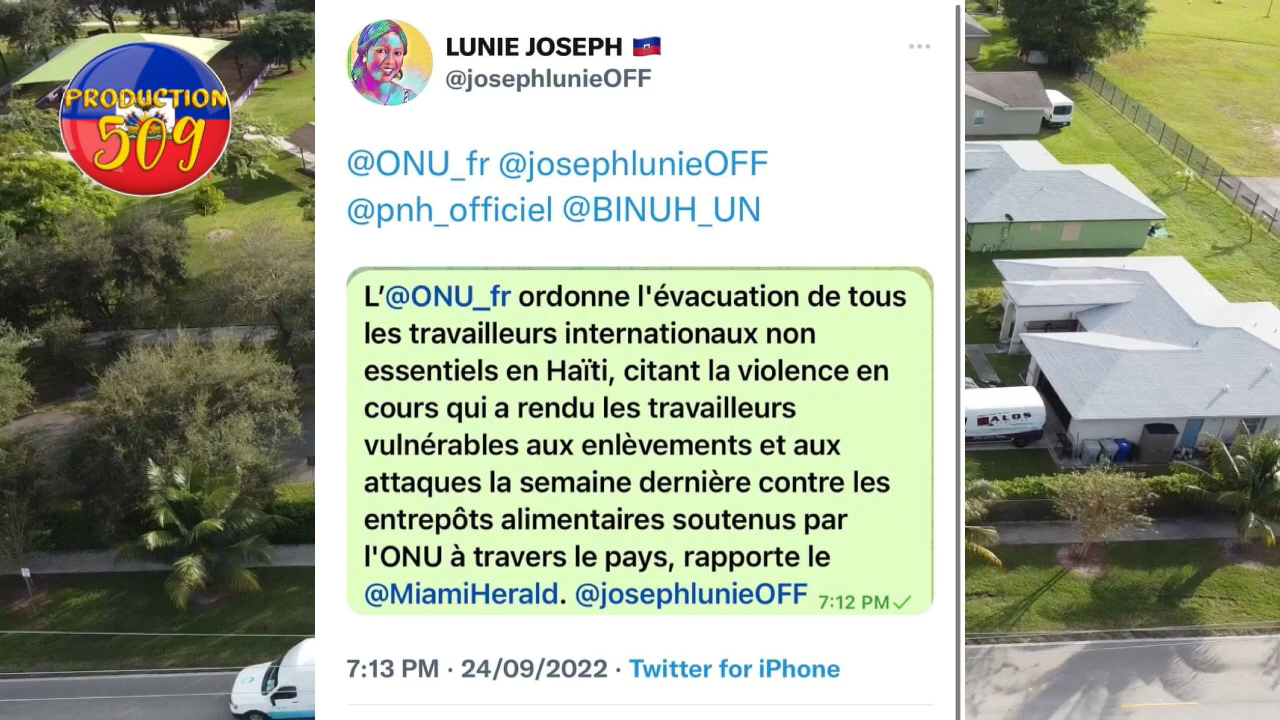 PRODUCTION
509
LUNIE JOSEPH 🇭🇹
@josephlunieOFF
@ONU_fr @josephlunieOFF
@pnh_officiel @BINUH_UN
L’@ONU_fr ordonne l'évacuation de tous
les travailleurs internationaux non
essentiels en Haïti, citant la violence en
cours qui a rendu les travailleurs
vulnérables aux enlèvements et aux
attaques la semaine dernière contre les
entrepôts alimentaires soutenus par
l'ONU à travers le pays, rapporte le
@MiamiHerald. @josephlunieOFF 7:12 PM
7:13 PM · 24/09/2022 · Twitter for iPhone